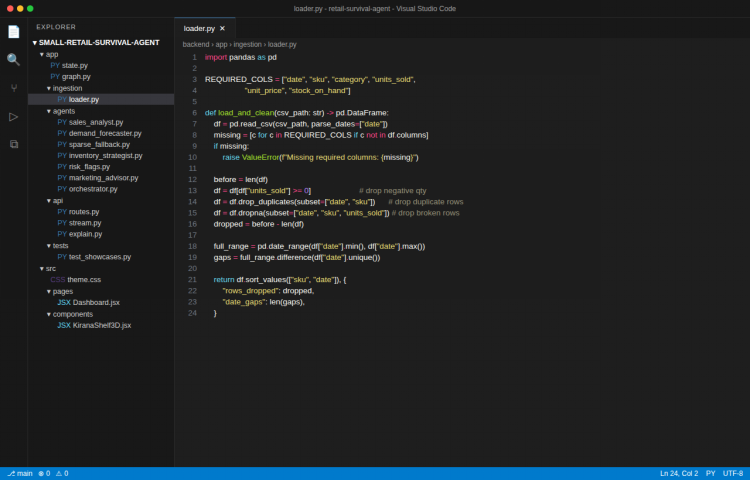 loader.py - retail-survival-agent - Visual Studio Code
EXPLORER
▾ SMALL-RETAIL-SURVIVAL-AGENT
▾ app
PY state.py
PY graph.py
▾ ingestion
PY loader.py
▾ agents
PY sales_analyst.py
PY demand_forecaster.py
PY sparse_fallback.py
PY inventory_strategist.py
PY risk_flags.py
PY marketing_advisor.py
PY orchestrator.py
▾ api
PY routes.py
PY stream.py
PY explain.py
▾ tests
PY test_showcases.py
▾ src
CSS theme.css
▾ pages
JSX Dashboard.jsx
▾ components
JSX KiranaShelf3D.jsx
loader.py ✕
backend › app › ingestion › loader.py
1 import pandas as pd
2
3 REQUIRED_COLS = ["date", "sku", "category", "units_sold",
4 "unit_price", "stock_on_hand"]
5
6 def load_and_clean(csv_path: str) -> pd.DataFrame:
7 df = pd.read_csv(csv_path, parse_dates=["date"])
8 missing = [c for c in REQUIRED_COLS if c not in df.columns]
9 if missing:
10 raise ValueError(f"Missing required columns: {missing}")
11
12 before = len(df)
13 df = df[df["units_sold"] >= 0] # drop negative qty
14 df = df.drop_duplicates(subset=["date", "sku"]) # drop duplicate rows
15 df = df.dropna(subset=["date", "sku", "units_sold"]) # drop broken rows
16 dropped = before - len(df)
17
18 full_range = pd.date_range(df["date"].min(), df["date"].max())
19 gaps = full_range.difference(df["date"].unique())
20
21 return df.sort_values(["sku", "date"]), {
22 "rows_dropped": dropped,
23 "date_gaps": len(gaps),
24 }
⎇ main ⊗ 0 ⚠ 0 Ln 24, Col 2 PY UTF-8